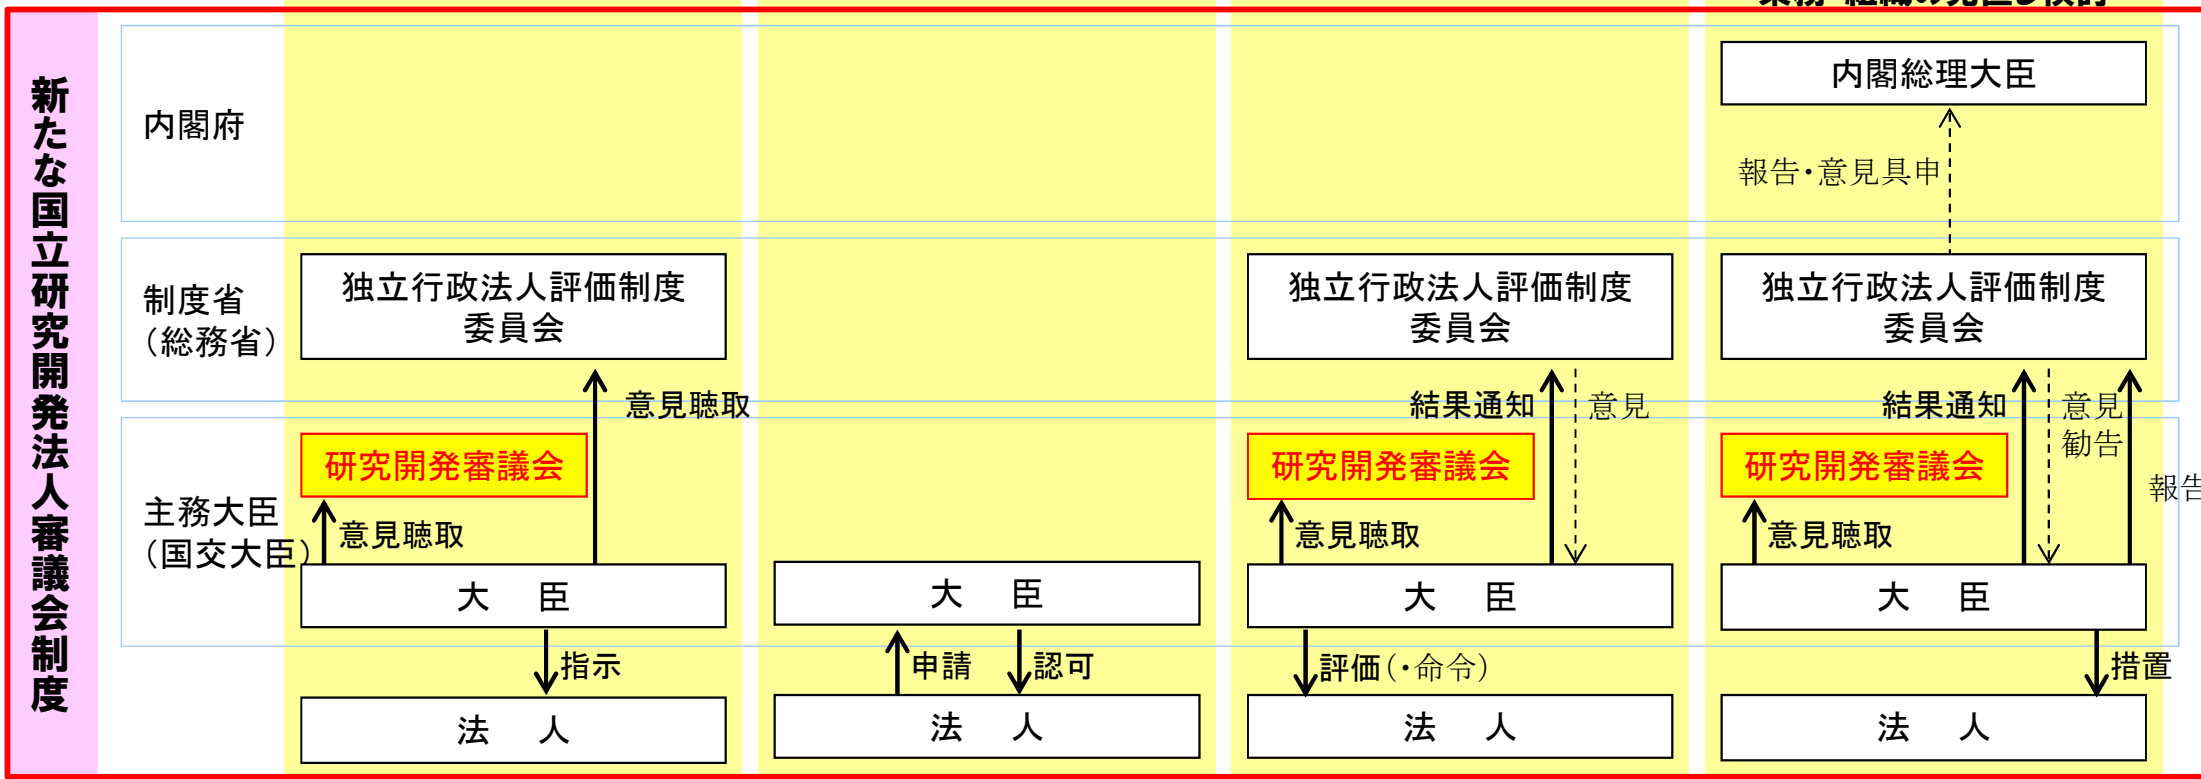 新たな国立研究開発法人審議会制度
内閣府
内閣総理大臣
報告・意見具申
制度省
（総務省）
独立行政法人評価制度
委員会
独立行政法人評価制度
委員会
独立行政法人評価制度
委員会
意見聴取
結果通知
意見
結果通知
意見
勧告
報告
主務大臣
（国交大臣）
研究開発審議会
研究開発審議会
研究開発審議会
意見聴取
意見聴取
意見聴取
大　臣
大　臣
大　臣
大　臣
指示
申請
認可
評価（・命令）
措置
法　人
法　人
法　人
法　人